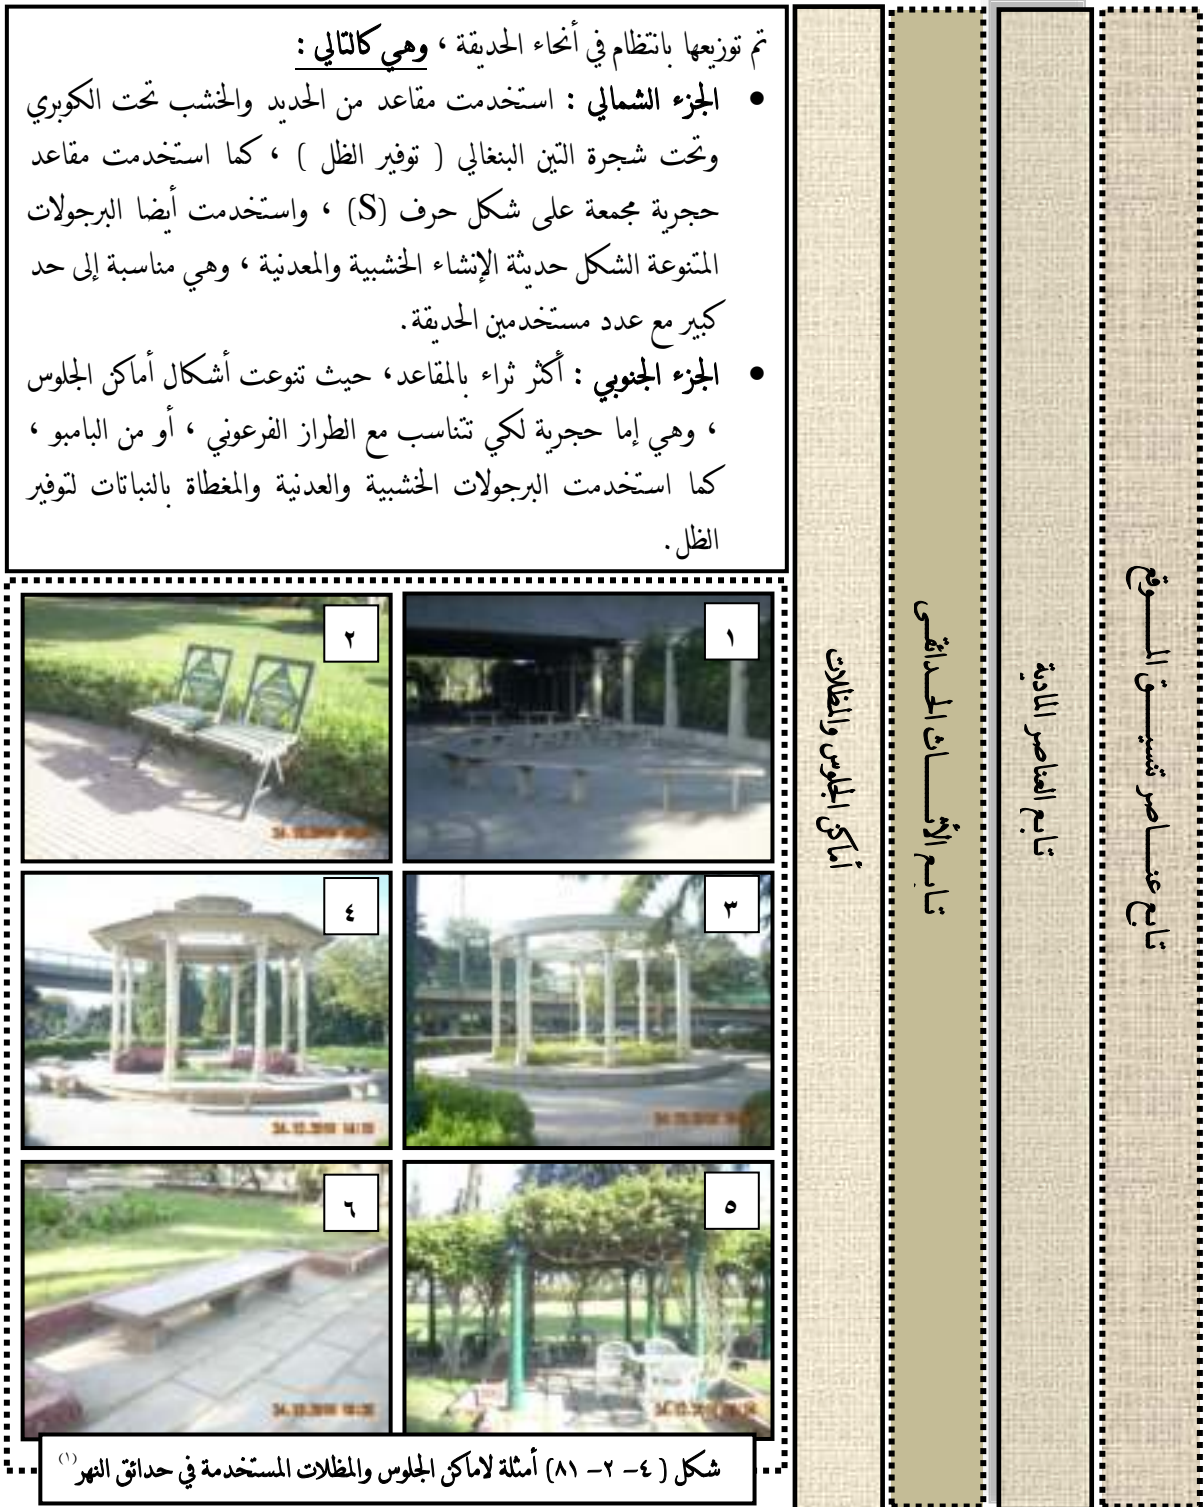 تابع عنـــاصر تنسيـــــق المـــــوقع
تابع العناصر المادية
تابع الأثـــــاث الحـدائقـى
أماكن الجلوس والمظلات
تم توزيعها بانتظام في أنحاء الحديقة ، وهي كالتالي :
• الجزء الشمالي : استخدمت مقاعد من الحديد والخشب تحت الكوبري
وتحت شجرة التين البنغالي ( توفير الظل ) ، كما استخدمت مقاعد
حجرية مجمعة على شكل حرف (S) ، واستخدمت أيضا البرجولات
المتنوعة الشكل حديثة الإنشاء الخشبية والمعدنية ، وهي مناسبة إلى حد
كبير مع عدد مستخدمين الحديقة.
• الجزء الجنوبي : أكثر ثراء بالمقاعد، حيث تنوعت أشكال أماكن الجلوس
، وهي إما حجرية لكي تتناسب مع الطراز الفرعوني ، أو من البامبو ،
كما استخدمت البرجولات الخشبية والعدنية والمغطاة بالنباتات لتوفير
الظل.
١
٢
٣
٤
٥
٦
شكل ( ٤- ٢- ٨١) أمثلة لاماكن الجلوس والمظلات المستخدمة في حدائق النهر(١)